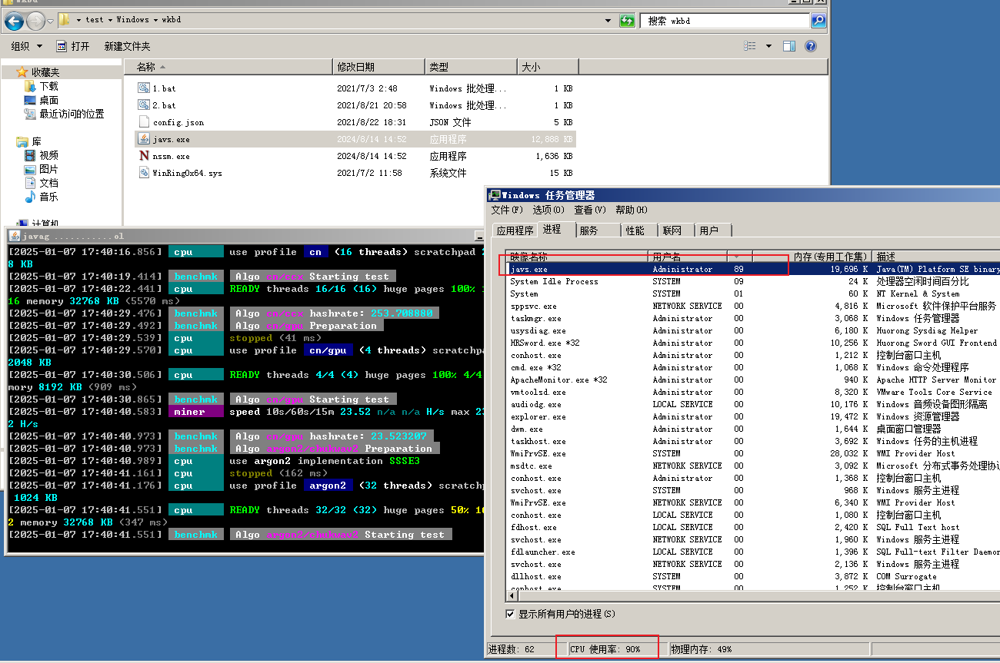 wkbd
test Windows wkbd
搜索 wkbd
组织 打开 新建文件夹
收藏夹
下载
桌面
最近访问的位置
库
视频
图片
文档
音乐
计算机
名称 修改日期 类型 大小
1.bat 2021/7/3 2:48 Windows 批处理... 1 KB
2.bat 2021/8/21 20:58 Windows 批处理... 1 KB
config.json 2021/8/22 18:31 JSON 文件 5 KB
javs.exe 2024/8/14 14:52 应用程序 12,888 KB
nssm.exe 2024/8/14 14:52 应用程序 1,636 KB
WinRing0x64.sys 2021/7/2 11:58 系统文件 15 KB
javag ...........ol
[2025-01-07 17:40:16.856] cpu use profile cn (16 threads) scratchpad 2
8 KB
[2025-01-07 17:40:19.414] benchmk Algo cn/ccx Starting test
[2025-01-07 17:40:22.441] cpu READY threads 16/16 (16) huge pages 100% 1
16 memory 32768 KB (5570 ms)
[2025-01-07 17:40:29.476] benchmk Algo cn/ccx hashrate: 253.708880
[2025-01-07 17:40:29.492] benchmk Algo cn/gpu Preparation
[2025-01-07 17:40:29.539] cpu stopped (41 ms)
[2025-01-07 17:40:29.570] cpu use profile cn/gpu (4 threads) scratchpa
2048 KB
[2025-01-07 17:40:30.506] cpu READY threads 4/4 (4) huge pages 100% 4/4
mory 8192 KB (909 ms)
[2025-01-07 17:40:30.865] benchmk Algo cn/gpu Starting test
[2025-01-07 17:40:40.583] miner speed 10s/60s/15m 23.52 n/a n/a H/s max 23
2 H/s
[2025-01-07 17:40:40.973] benchmk Algo cn/gpu hashrate: 23.523207
[2025-01-07 17:40:40.973] benchmk Algo argon2/chukwav2 Preparation
[2025-01-07 17:40:40.989] cpu use argon2 implementation SSSE3
[2025-01-07 17:40:41.161] cpu stopped (162 ms)
[2025-01-07 17:40:41.176] cpu use profile argon2 (32 threads) scratchp
1024 KB
[2025-01-07 17:40:41.551] cpu READY threads 32/32 (32) huge pages 50% 16
2 memory 32768 KB (347 ms)
[2025-01-07 17:40:41.551] benchmk Algo argon2/chukwav2 Starting test
Windows 任务管理器
文件(F) 选项(O) 查看(V) 帮助(H)
应用程序 进程 服务 性能 联网 用户
映像名称 用户名 内存(专用工作集) 描述
javs.exe Administrator 89 19,696 K Java(TM) Platform SE binary
System Idle Process SYSTEM 09 24 K 处理器空闲时间百分比
System SYSTEM 01 60 K NT Kernel & System
sppsvc.exe NETWORK SERVICE 00 4,816 K Microsoft 软件保护平台服务
taskmgr.exe Administrator 00 3,068 K Windows 任务管理器
usysdiag.exe Administrator 00 6,180 K Huorong Sysdiag Helper
HRSword.exe *32 Administrator 00 10,256 K Huorong Sword GUI Frontend
conhost.exe Administrator 00 1,212 K 控制台窗口主机
cmd.exe *32 Administrator 00 1,068 K Windows 命令处理程序
ApacheMonitor.exe *32 Administrator 00 940 K Apache HTTP Server Monitor
vmtoolsd.exe Administrator 00 8,320 K VMware Tools Core Service
audiodg.exe LOCAL SERVICE 00 10,176 K Windows 音频设备图形隔离
explorer.exe Administrator 00 19,472 K Windows 资源管理器
dwm.exe Administrator 00 1,644 K 桌面窗口管理器
taskhost.exe Administrator 00 3,692 K Windows 任务的主机进程
WmiPrvSE.exe SYSTEM 00 28,032 K WMI Provider Host
msdtc.exe NETWORK SERVICE 00 3,092 K Microsoft 分布式事务处理协
conhost.exe Administrator 00 1,368 K 控制台窗口主机
svchost.exe SYSTEM 00 968 K Windows 服务主进程
WmiPrvSE.exe NETWORK SERVICE 00 6,340 K WMI Provider Host
conhost.exe LOCAL SERVICE 00 1,080 K 控制台窗口主机
fdhost.exe LOCAL SERVICE 00 2,420 K SQL Full Text host
svchost.exe NETWORK SERVICE 00 1,960 K Windows 服务主进程
fdlauncher.exe LOCAL SERVICE 00 1,396 K SQL Full-text Filter Daemon
svchost.exe NETWORK SERVICE 00 2,136 K Windows 服务主进程
dllhost.exe SYSTEM 00 3,872 K COM Surrogate
conhost.exe SYSTEM 00 1,252 K 控制台窗口主机
显示所有用户的进程(S)
进程数: 62 CPU 使用率: 90% 物理内存: 49%